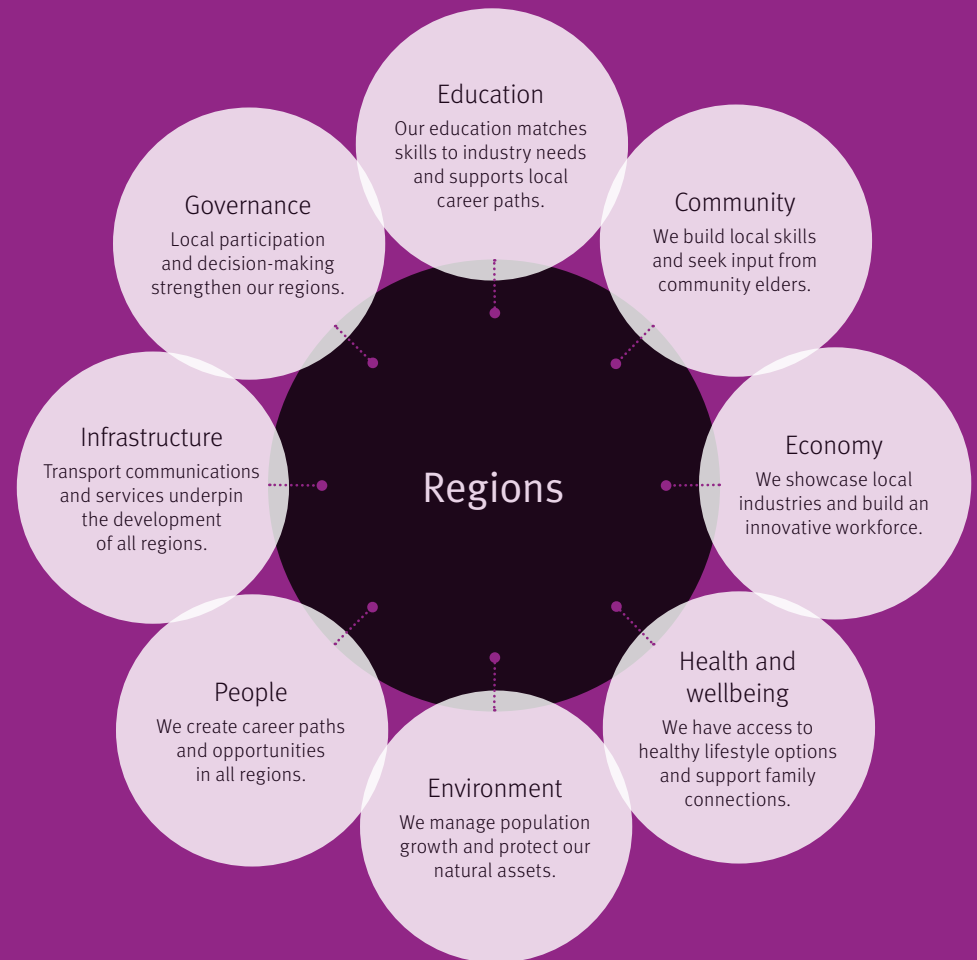 Education
Our education matches
skills to industry needs
and supports local
career paths.
Community
We build local skills
and seek input from
community elders.
Economy
We showcase local
industries and build an
innovative workforce.
Health and
wellbeing
We have access to
healthy lifestyle options
and support family
connections.
Environment
We manage population
growth and protect our
natural assets.
People
We create career paths
and opportunities
in all regions.
Infrastructure
Transport communications
and services underpin
the development
of all regions.
Governance
Local participation
and decision-making
strengthen our regions.
Regions